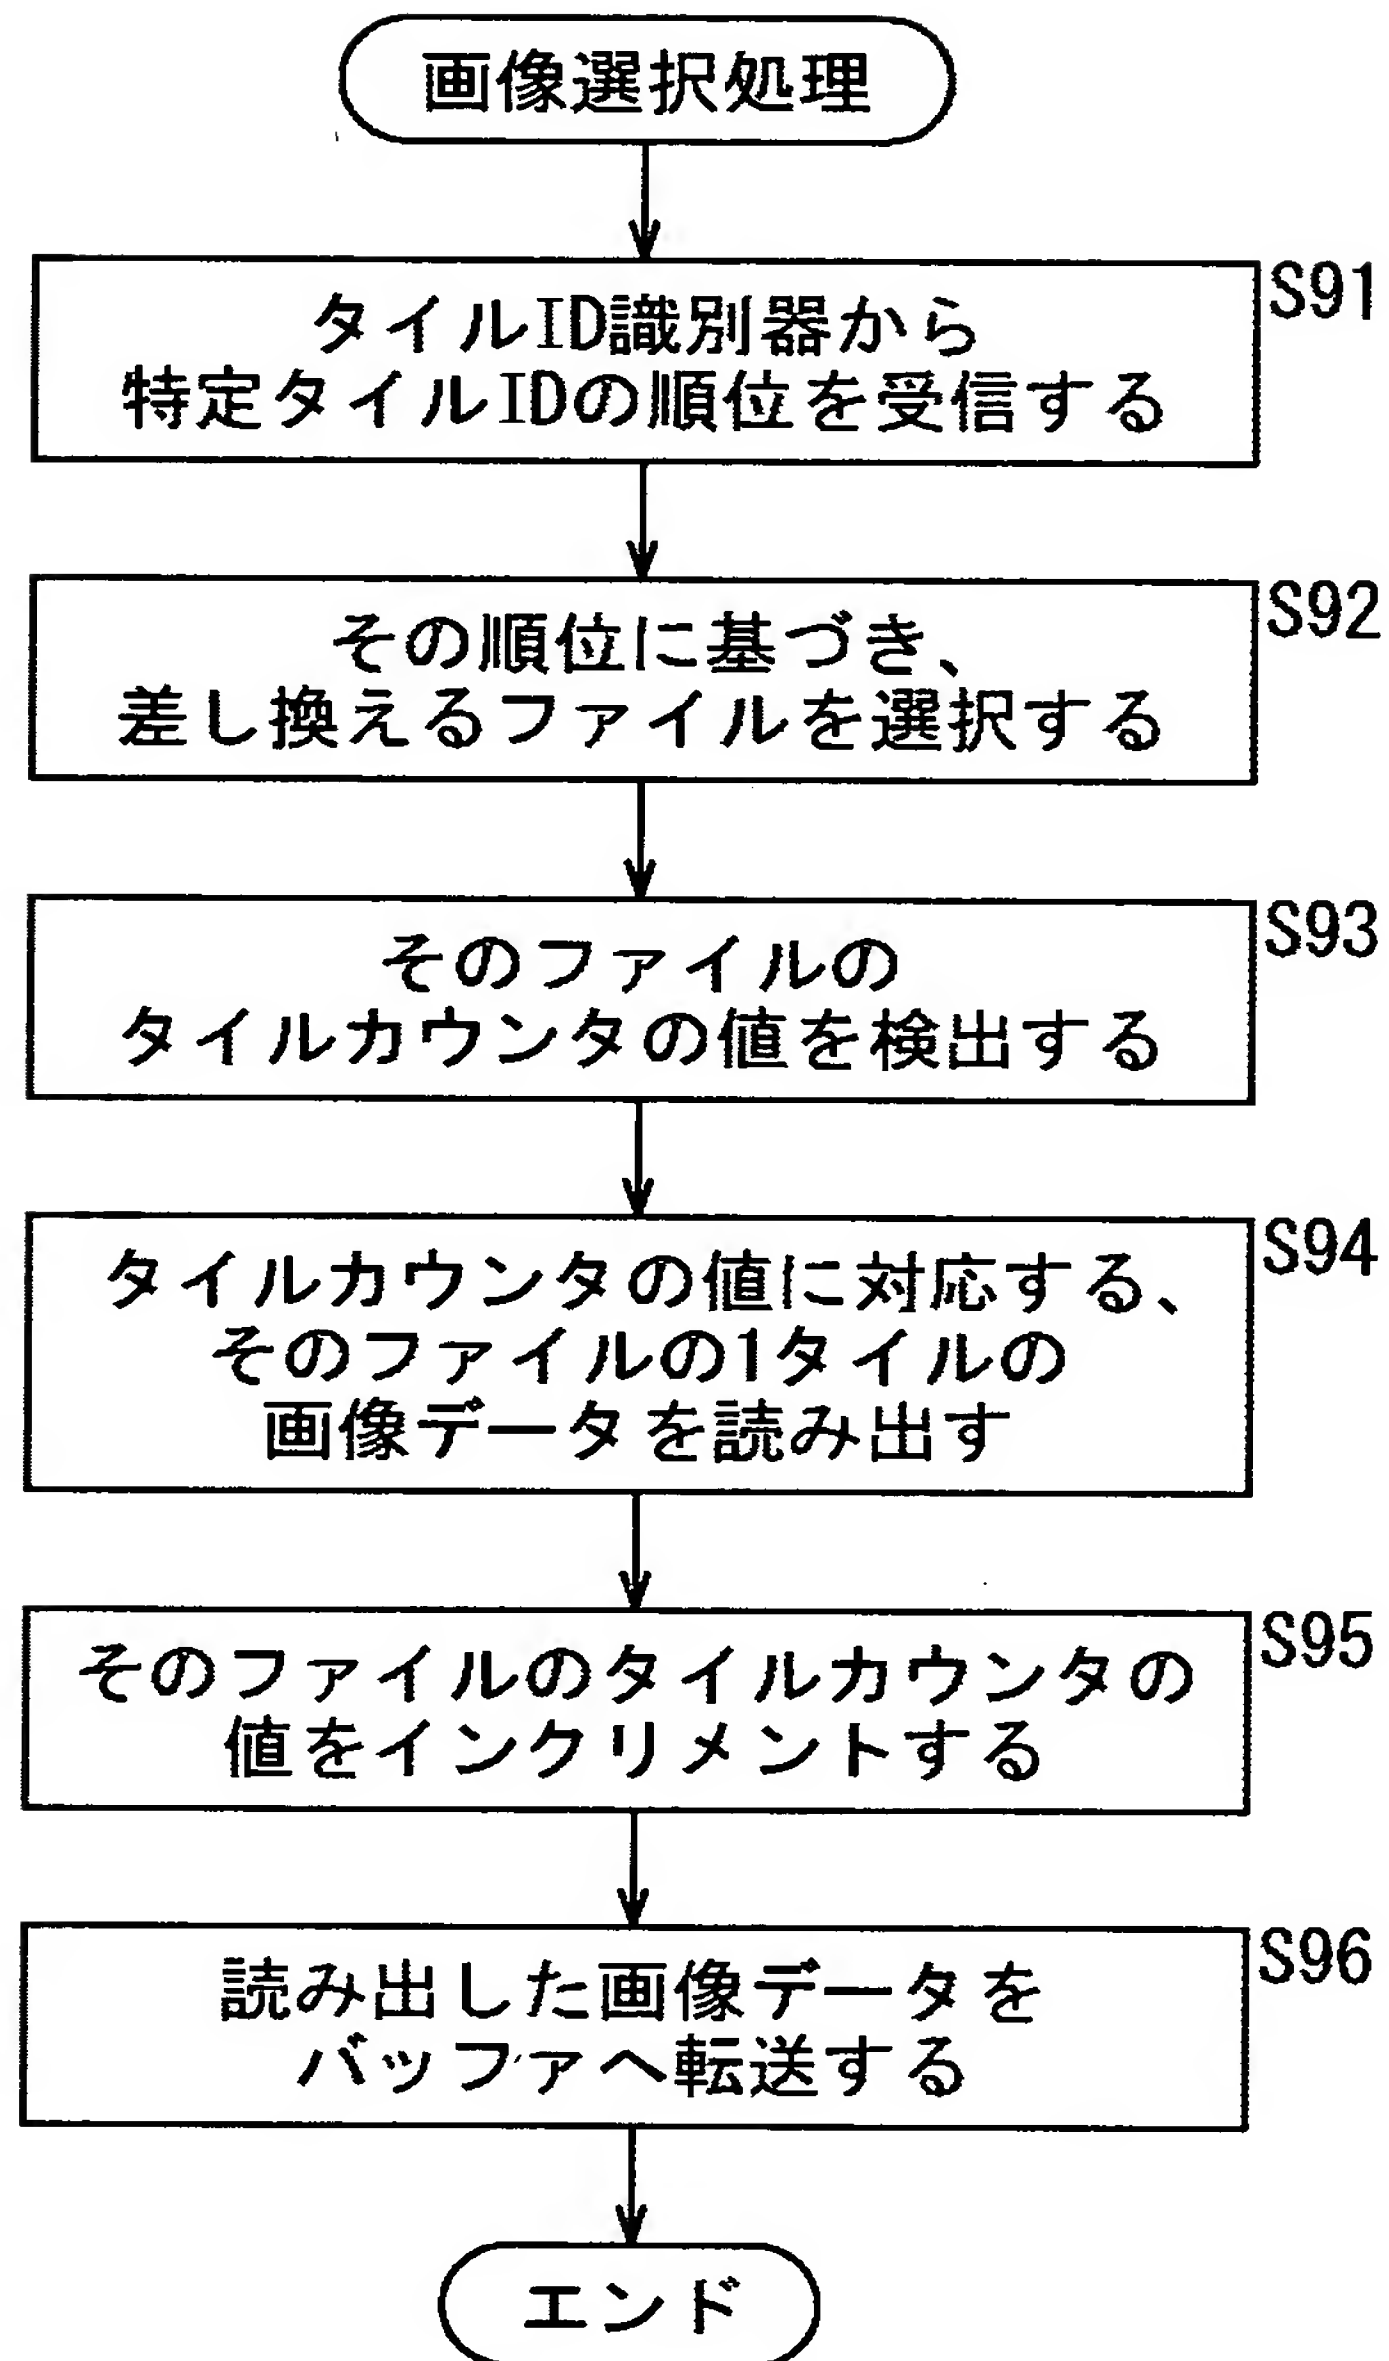 画像選択処理
S91
タイルID識別器から
特定タイルIDの順位を受信する
S92
その順位に基づき、
差し換えるファイルを選択する
S93
そのファイルの
タイルカウンタの値を検出する
S94
タイルカウンタの値に対応する、
そのファイルの1タイルの
画像データを読み出す
S95
そのファイルのタイルカウンタの
値をインクリメントする
S96
読み出した画像データを
バッファへ転送する
エンド